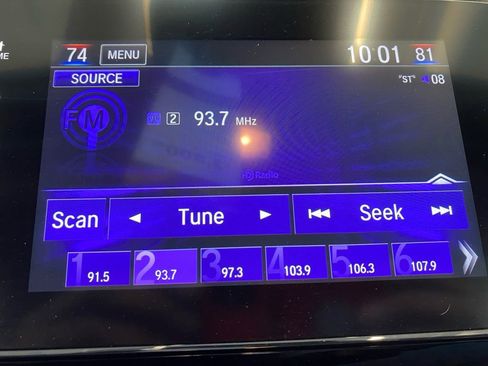 74 MENU 10:01 81
SOURCE "ST" 08
FM 2 93.7 MHz
HD Radio
Scan Tune Seek
1 91.5 2 93.7 3 97.3 4 103.9 5 106.3 6 107.9